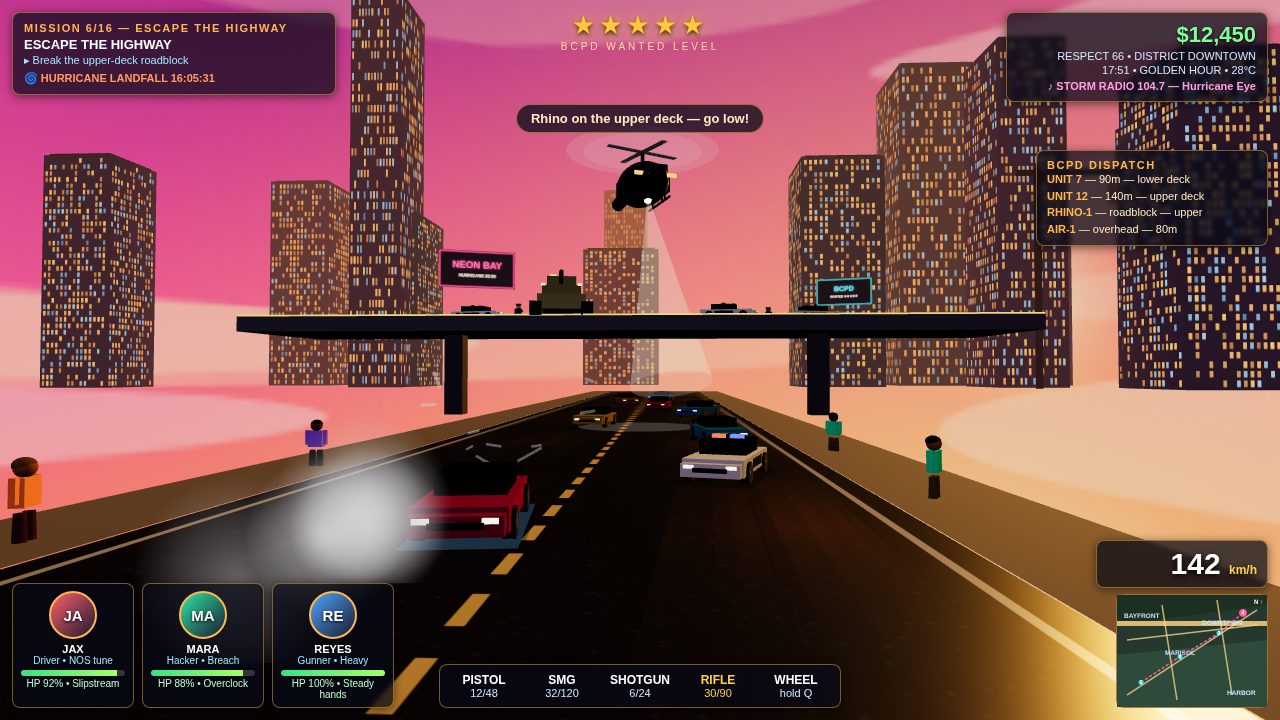 MISSION 6/16 — ESCAPE THE HIGHWAY
ESCAPE THE HIGHWAY
▸ Break the upper-deck roadblock
🌀 HURRICANE LANDFALL 16:05:31
★★★★★
BCPD WANTED LEVEL
$12,450
RESPECT 66 • DISTRICT DOWNTOWN
17:51 • GOLDEN HOUR • 28°C
♪ STORM RADIO 104.7 — Hurricane Eye
Rhino on the upper deck — go low!
BCPD DISPATCH
UNIT 7 — 90m — lower deck
UNIT 12 — 140m — upper deck
RHINO-1 — roadblock — upper
AIR-1 — overhead — 80m
NEON BAY
BCPD
142 km/h
JA
JAX
Driver • NOS tune
HP 92% • Slipstream
MA
MARA
Hacker • Breach
HP 88% • Overclock
RE
REYES
Gunner • Heavy
HP 100% • Steady
hands
PISTOL
12/48
SMG
32/120
SHOTGUN
6/24
RIFLE
30/90
WHEEL
hold Q
N ↑
BAYFRONT
DOWNTOWN
MARISOL
HARBOR